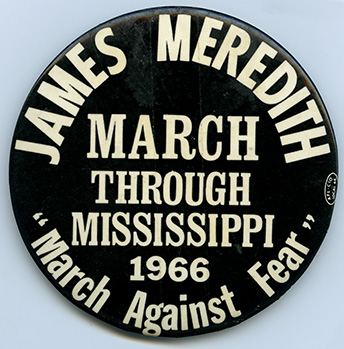 JAMES MEREDITH
MARCH
THROUGH
MISSISSIPPI
1966
"March Against Fear"